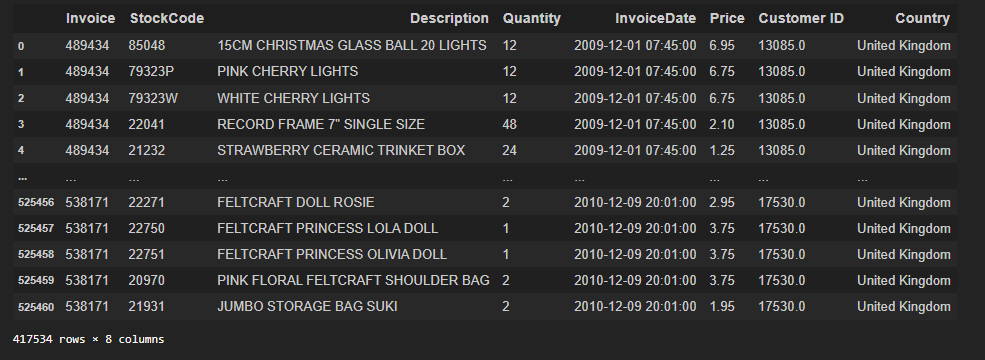 Invoice StockCode Description Quantity InvoiceDate Price Customer ID Country
0 489434 85048 15CM CHRISTMAS GLASS BALL 20 LIGHTS 12 2009-12-01 07:45:00 6.95 13085.0 United Kingdom
1 489434 79323P PINK CHERRY LIGHTS 12 2009-12-01 07:45:00 6.75 13085.0 United Kingdom
2 489434 79323W WHITE CHERRY LIGHTS 12 2009-12-01 07:45:00 6.75 13085.0 United Kingdom
3 489434 22041 RECORD FRAME 7" SINGLE SIZE 48 2009-12-01 07:45:00 2.10 13085.0 United Kingdom
4 489434 21232 STRAWBERRY CERAMIC TRINKET BOX 24 2009-12-01 07:45:00 1.25 13085.0 United Kingdom
... ... ... ... ... ... ... ... ...
525456 538171 22271 FELTCRAFT DOLL ROSIE 2 2010-12-09 20:01:00 2.95 17530.0 United Kingdom
525457 538171 22750 FELTCRAFT PRINCESS LOLA DOLL 1 2010-12-09 20:01:00 3.75 17530.0 United Kingdom
525458 538171 22751 FELTCRAFT PRINCESS OLIVIA DOLL 1 2010-12-09 20:01:00 3.75 17530.0 United Kingdom
525459 538171 20970 PINK FLORAL FELTCRAFT SHOULDER BAG 2 2010-12-09 20:01:00 3.75 17530.0 United Kingdom
525460 538171 21931 JUMBO STORAGE BAG SUKI 2 2010-12-09 20:01:00 1.95 17530.0 United Kingdom
417534 rows × 8 columns